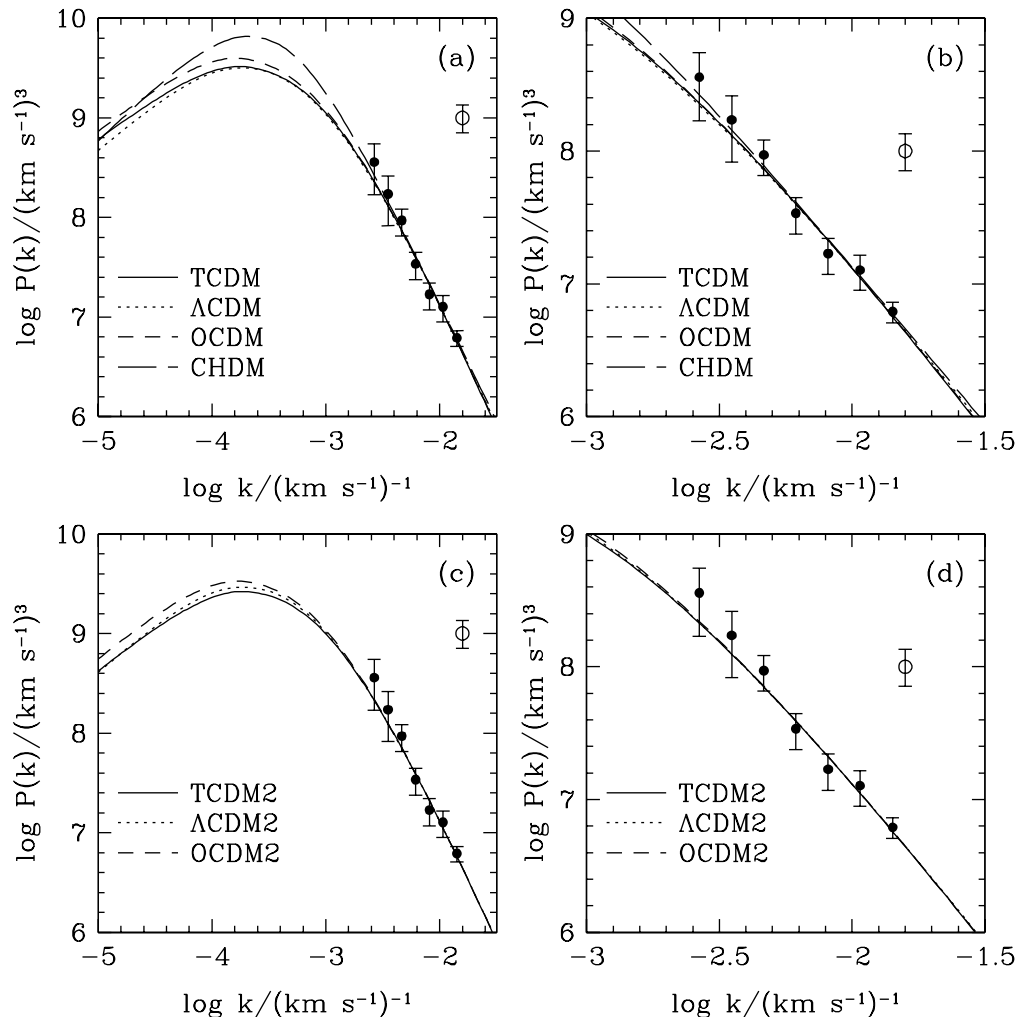 (a)
log P(k)/(km s⁻¹)³
10
9
8
7
6
TCDM
ΛCDM
OCDM
CHDM
−5
−4
−3
−2
log k/(km s⁻¹)⁻¹
(b)
log P(k)/(km s⁻¹)³
9
8
7
6
TCDM
ΛCDM
OCDM
CHDM
−3
−2.5
−2
−1.5
log k/(km s⁻¹)⁻¹
(c)
log P(k)/(km s⁻¹)³
10
9
8
7
6
TCDM2
ΛCDM2
OCDM2
−5
−4
−3
−2
log k/(km s⁻¹)⁻¹
(d)
log P(k)/(km s⁻¹)³
9
8
7
6
TCDM2
ΛCDM2
OCDM2
−3
−2.5
−2
−1.5
log k/(km s⁻¹)⁻¹